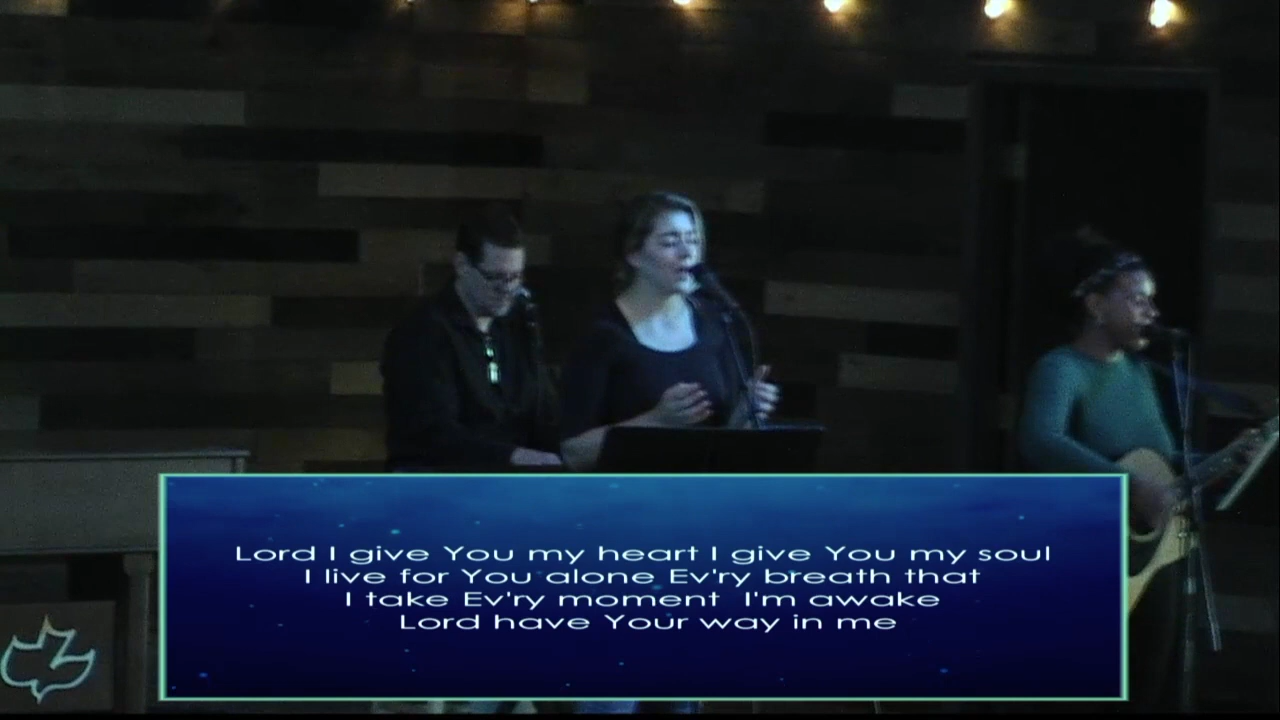 Lord I give You my heart I give You my soul
I live for You alone Ev'ry breath that
I take Ev'ry moment  I'm awake
Lord have Your way in me